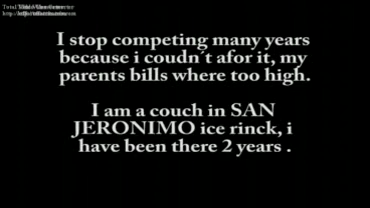 I stop competing many years
because i coudn´t afor it, my
parents bills where too high.
I am a couch in SAN
JERONIMO ice rinck, i
have been there 2 years .